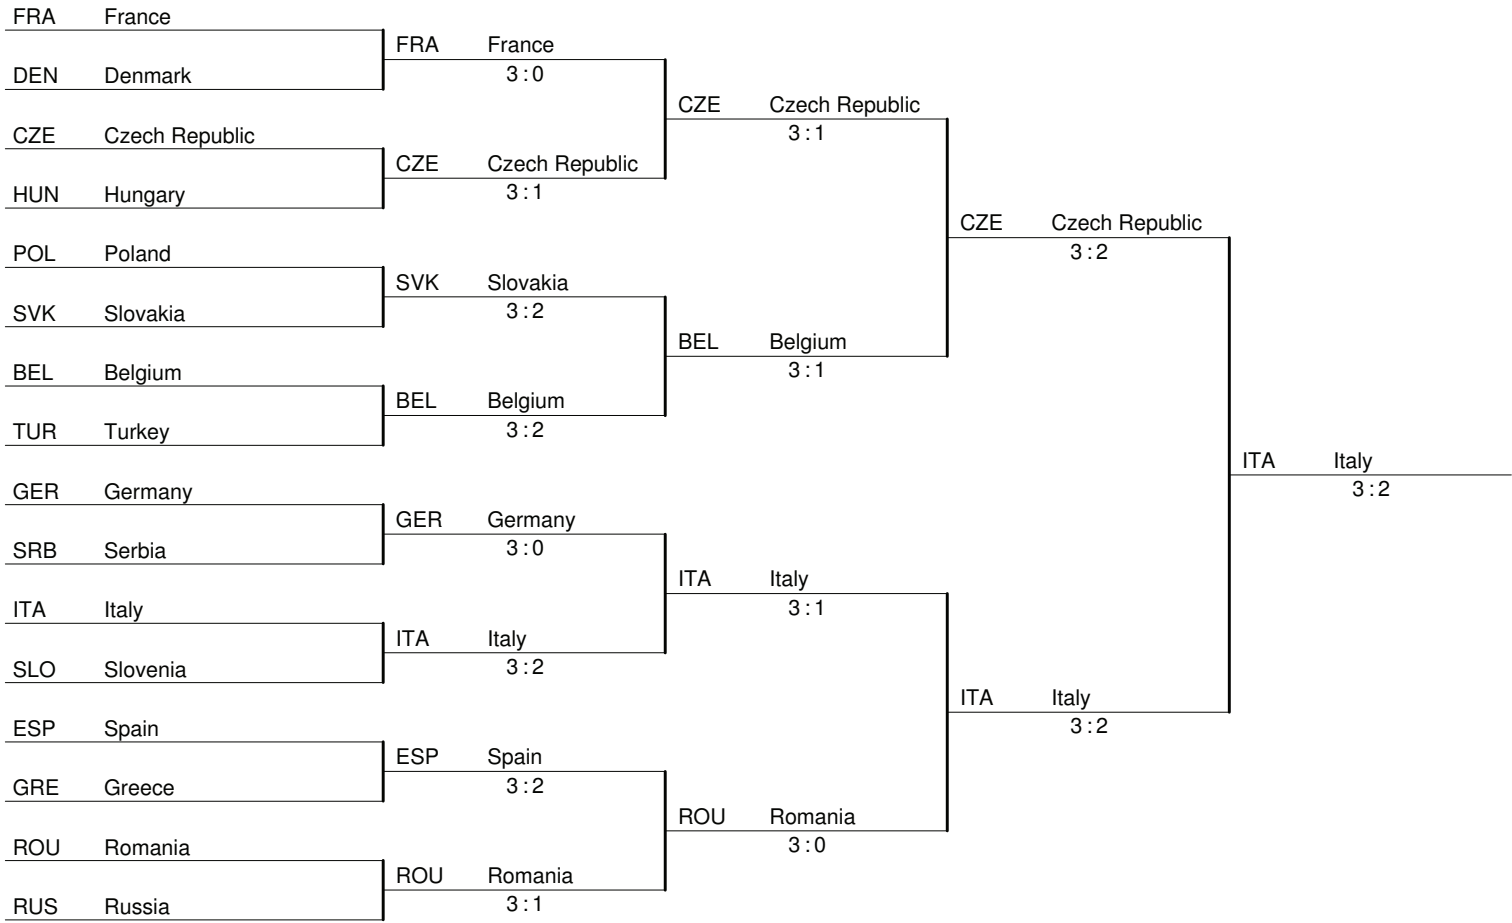 FRA France
DEN Denmark
CZE Czech Republic
HUN Hungary
POL Poland
SVK Slovakia
BEL Belgium
TUR Turkey
GER Germany
SRB Serbia
ITA Italy
SLO Slovenia
ESP Spain
GRE Greece
ROU Romania
RUS Russia
FRA France
3 : 0
CZE Czech Republic
3 : 1
SVK Slovakia
3 : 2
BEL Belgium
3 : 2
GER Germany
3 : 0
ITA Italy
3 : 2
ESP Spain
3 : 2
ROU Romania
3 : 1
CZE Czech Republic
3 : 1
BEL Belgium
3 : 1
ITA Italy
3 : 1
ROU Romania
3 : 0
CZE Czech Republic
3 : 2
ITA Italy
3 : 2
ITA Italy
3 : 2